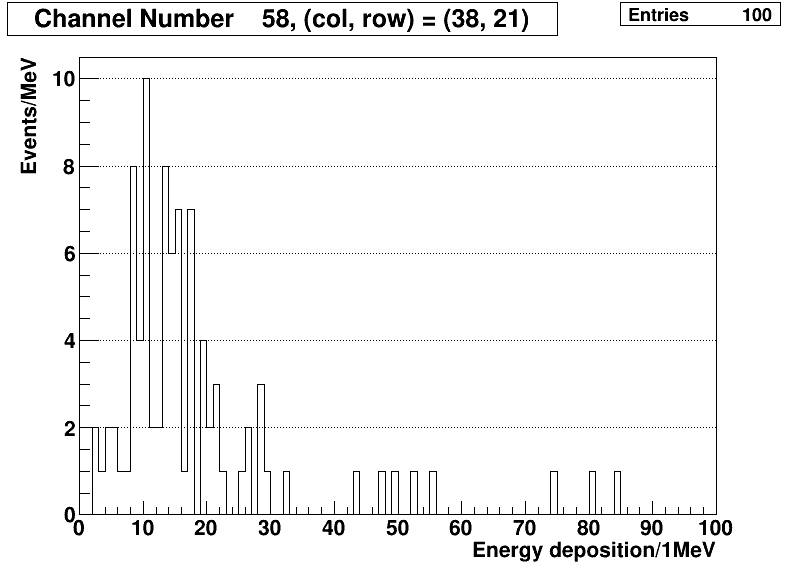 Channel Number 58, (col, row) = (38, 21)
Entries 100
Events/MeV
10
8
6
4
2
0
0 10 20 30 40 50 60 70 80 90 100
Energy deposition/1MeV